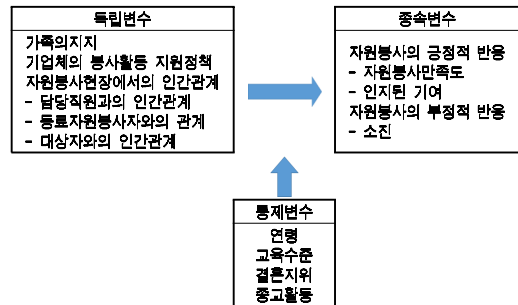 독립변수
가족의지지
기업체의 봉사활동 지원정책
자원봉사현장에서의 인간관계
- 담당직원과의 인간관계
- 동료자원봉사자와의 관계
- 대상자와의 인간관계
종속변수
자원봉사의 긍정적 반응
- 자원봉사만족도
- 인지된 기여
자원봉사의 부정적 반응
- 소진
통제변수
연령
교육수준
결혼지위
종교활동